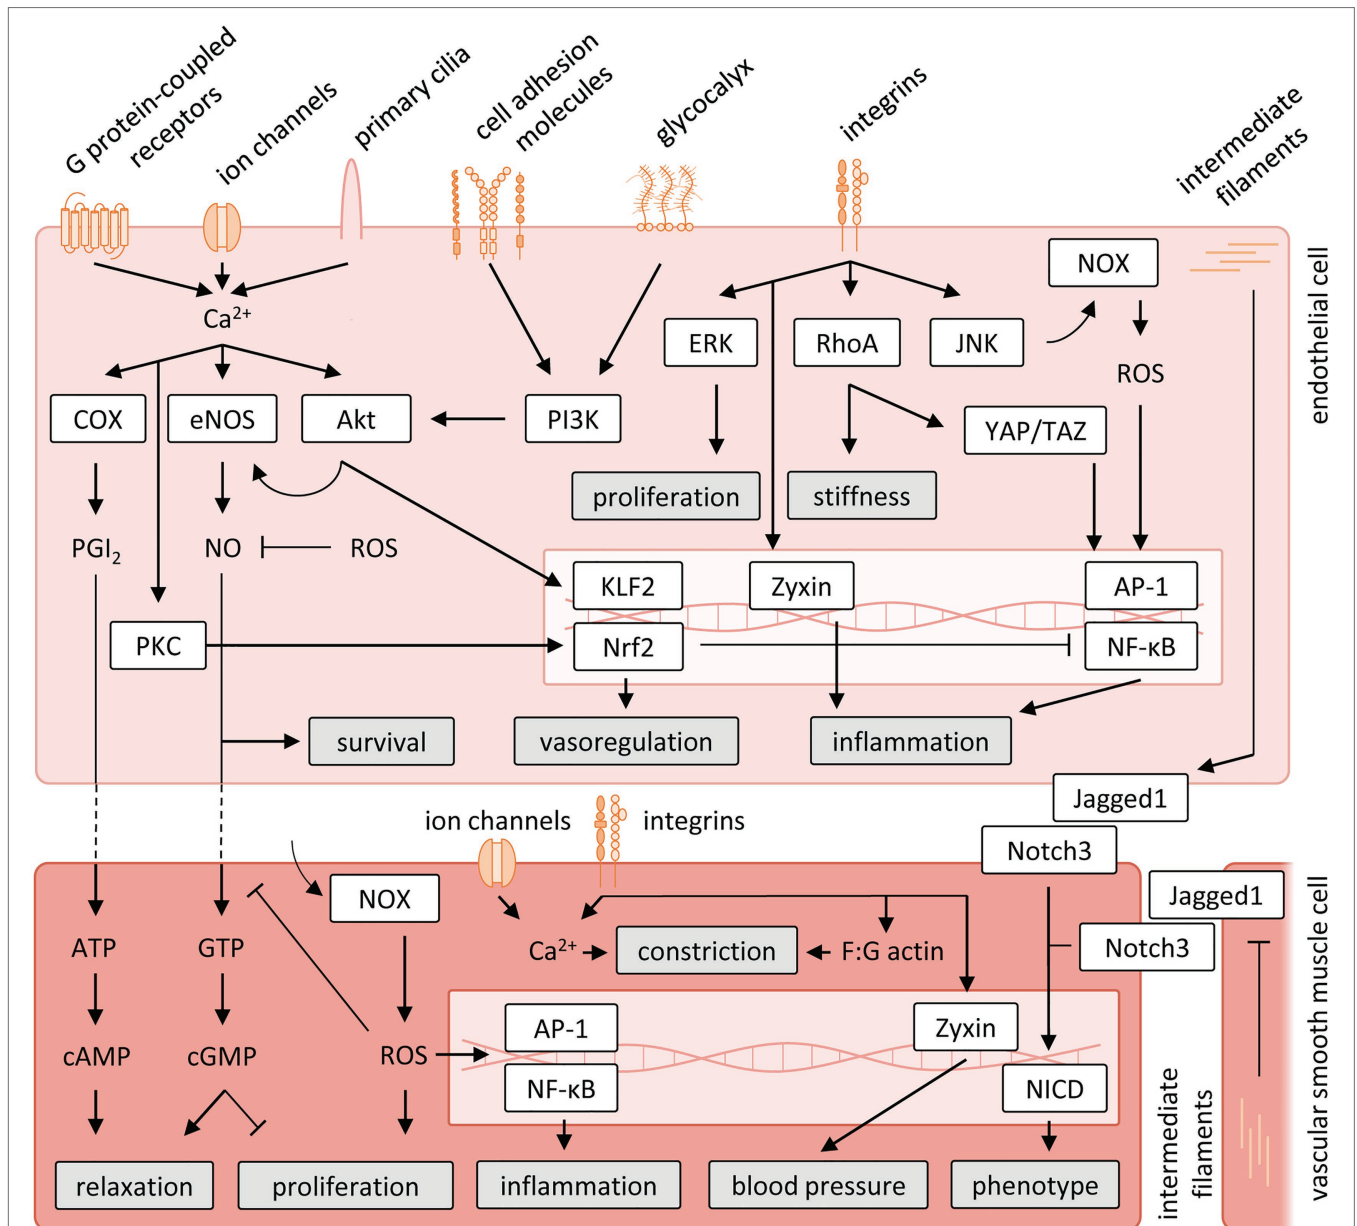 G protein-coupled
receptors
ion channels
primary cilia
cell adhesion
molecules
glycocalyx
integrins
intermediate
filaments
endothelial cell
NOX
Ca²⁺
ERK
RhoA
JNK
ROS
COX
eNOS
Akt
PI3K
YAP/TAZ
proliferation
stiffness
PGI₂
NO
ROS
KLF2
Zyxin
AP-1
PKC
Nrf2
NF-κB
survival
vasoregulation
inflammation
Jagged1
ion channels
integrins
Notch3
NOX
Jagged1
ATP
GTP
Ca²⁺
constriction
F:G actin
Notch3
AP-1
Zyxin
cAMP
cGMP
ROS
NF-κB
NICD
relaxation
proliferation
inflammation
blood pressure
phenotype
intermediate
filaments
vascular smooth muscle cell